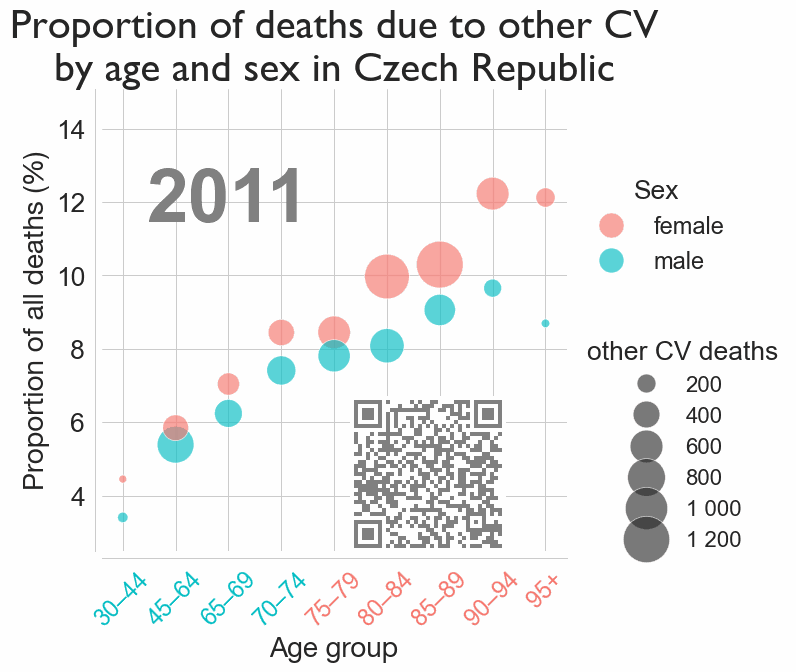 Proportion of deaths due to other CV
by age and sex in Czech Republic
Proportion of all deaths (%)
14
12
10
8
6
4
2011
30–44
45–64
65–69
70–74
75–79
80–84
85–89
90–94
95+
Age group
Sex
female
male
other CV deaths
200
400
600
800
1 000
1 200